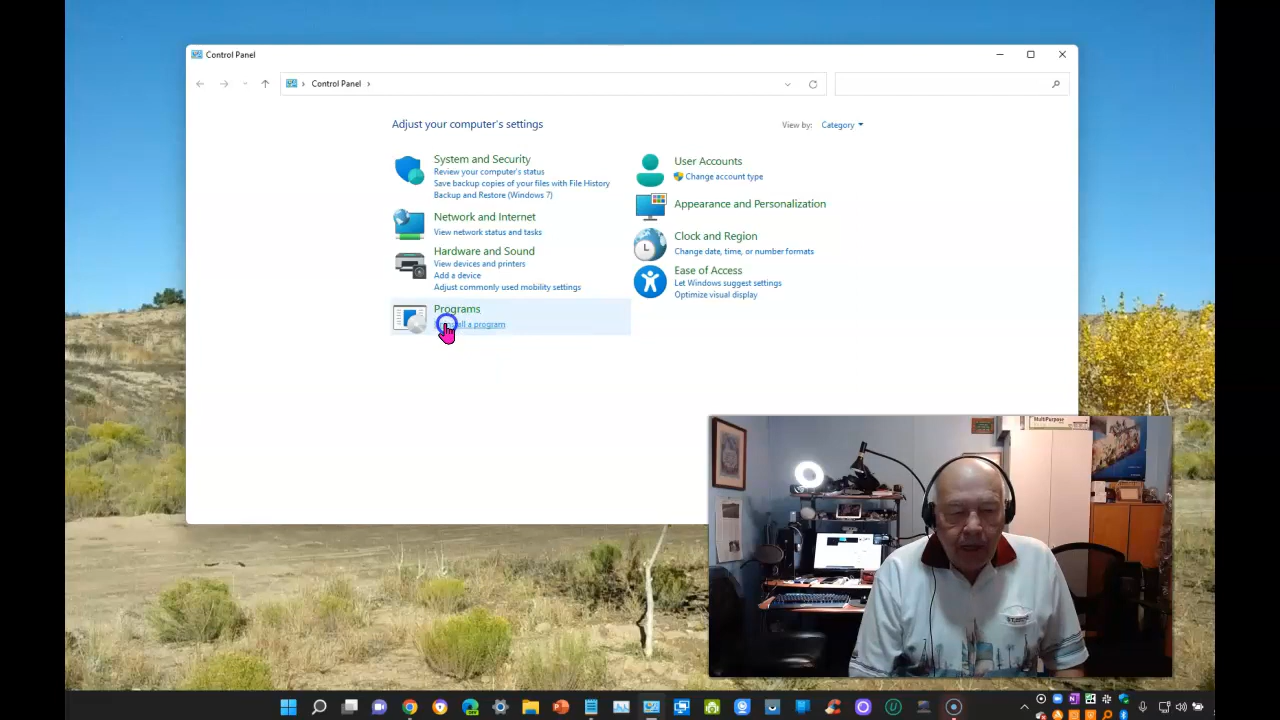 Control Panel
Control Panel
Adjust your computer's settings
View by: Category
System and Security
Review your computer's status
Save backup copies of your files with File History
Backup and Restore (Windows 7)
Network and Internet
View network status and tasks
Hardware and Sound
View devices and printers
Add a device
Adjust commonly used mobility settings
Programs
all a program
User Accounts
Change account type
Appearance and Personalization
Clock and Region
Change date, time, or number formats
Ease of Access
Let Windows suggest settings
Optimize visual display
MultiPurpose